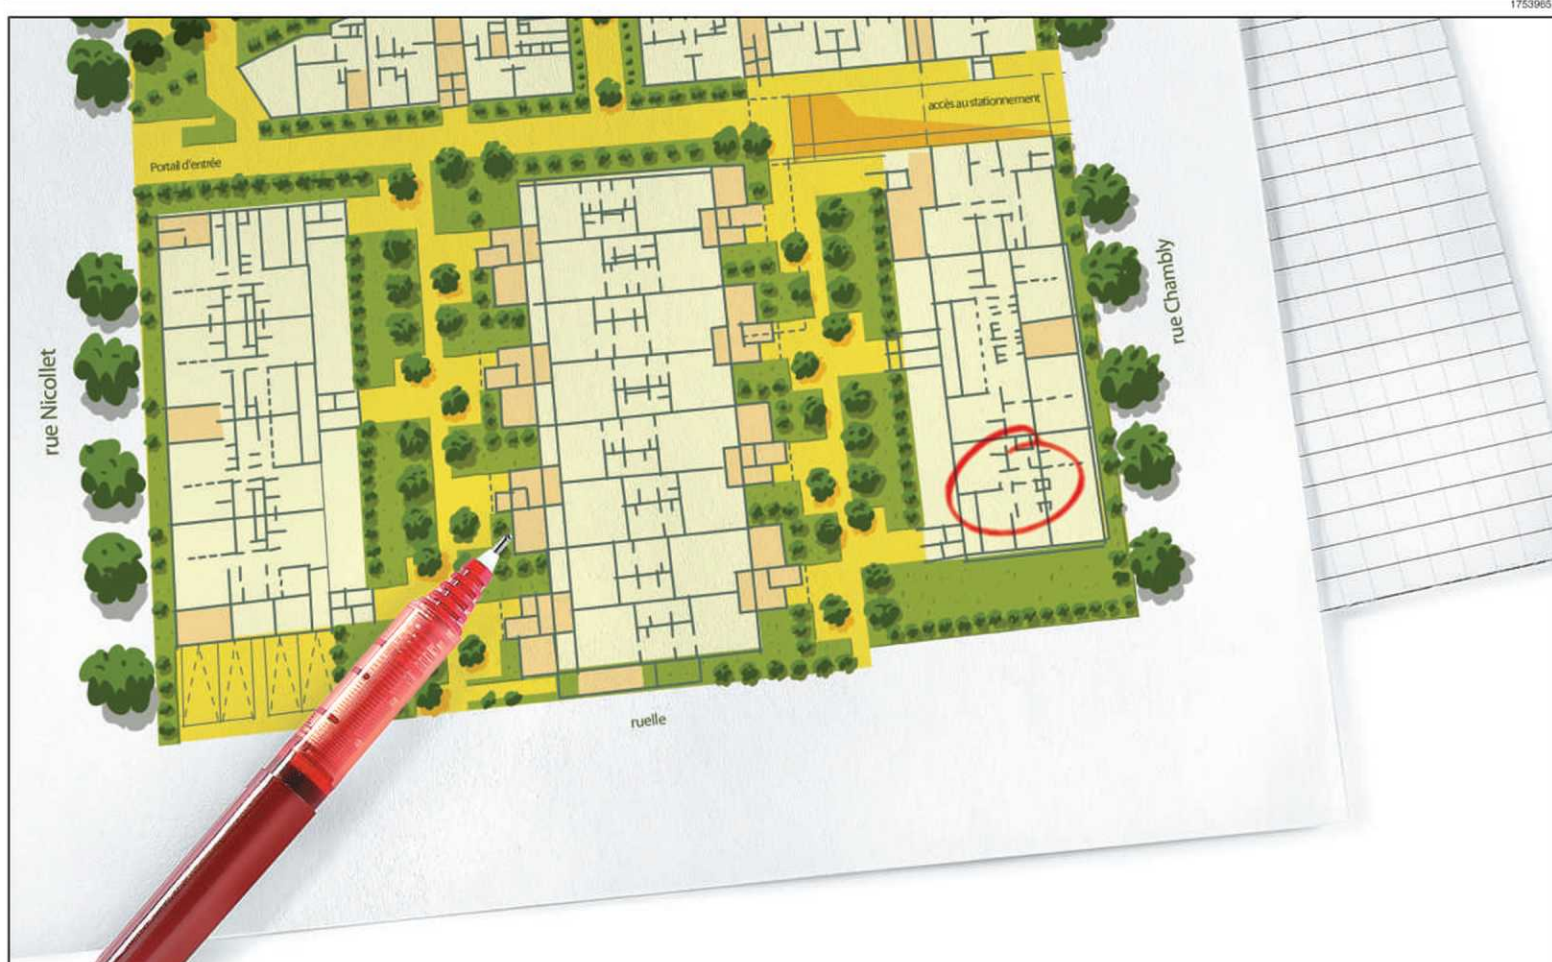 1753965
accès au stationnement
Portail d'entrée
rue Nicollet
rue Chambly
ruelle